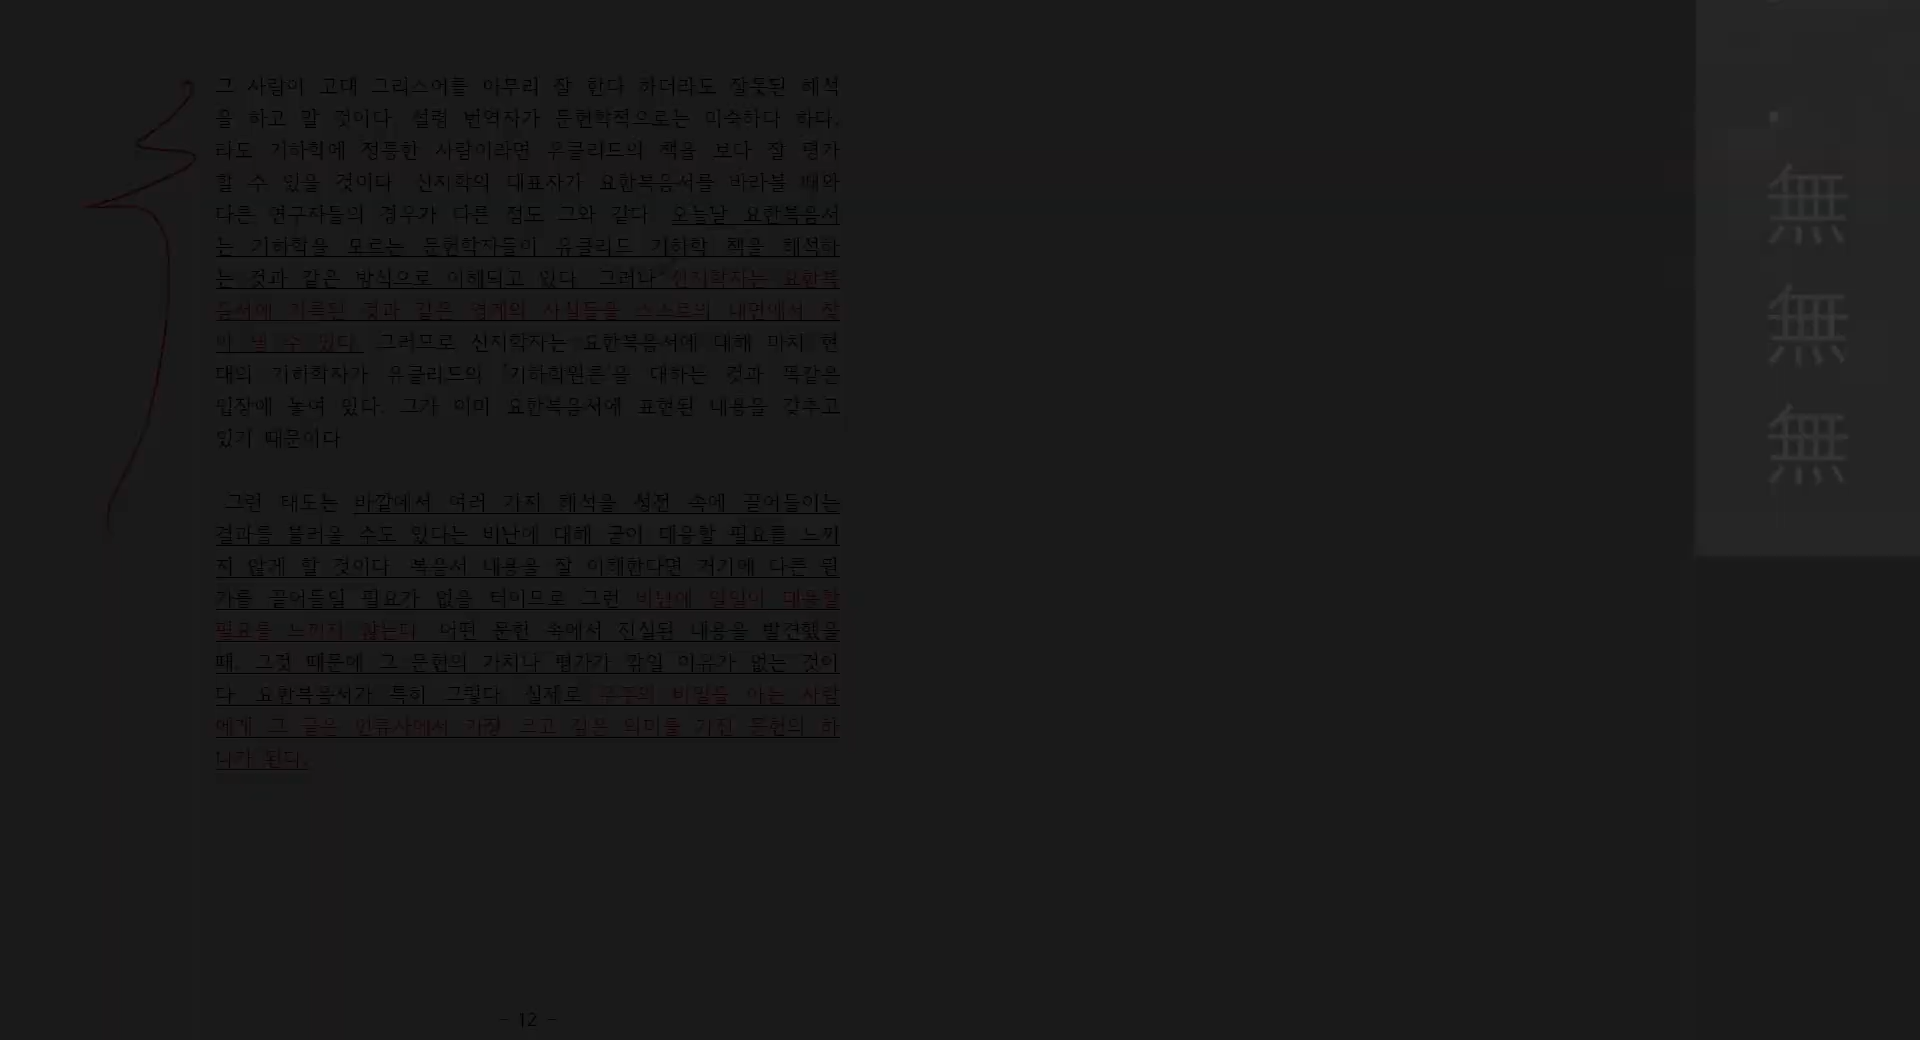 그 사람이 고대 그리스어를 아무리 잘 한다 하더라도 잘못된 해석
을 하고 말 것이다. 설령 번역자가 문헌학적으로는 미숙하다 하다.
라도 기하학에 정통한 사람이라면 유클리드의 책을 보다 잘 평가
할 수 있을 것이다. 신지학의 대표자가 요한복음서를 바라볼 때와
다른 연구자들의 경우가 다른 점도 그와 같다. 오늘날 요한복음서
는 기하학을 모르는 문헌학자들이 유클리드 기하학 책을 해석하
는 것과 같은 방식으로 이해되고 있다. 그러나 신지학자는 요한복
음서에 기록된 것과 같은 영계의 사실들을 스스로의 내면에서 찾
아 낼 수 있다. 그러므로 신지학자는 요한복음서에 대해 마치 현
대의 기하학자가 유클리드의 '기하학원론'을 대하는 것과 똑같은
입장에 놓여 있다. 그가 이미 요한복음서에 표현된 내용을 갖추고
있기 때문이다.
그런 태도는 바깥에서 여러 가지 해석을 성전 속에 끌어들이는
결과를 불러올 수도 있다는 비난에 대해 굳이 대응할 필요를 느끼
지 않게 할 것이다. 복음서 내용을 잘 이해한다면 거기에 다른 뭔
가를 끌어들일 필요가 없을 터이므로 그런 비난에 일일이 대응할
필요를 느끼지 않는다. 어떤 문헌 속에서 진실된 내용을 발견했을
때, 그것 때문에 그 문헌의 가치나 평가가 깎일 이유가 없는 것이
다. 요한복음서가 특히 그렇다. 실제로 우주의 비밀을 아는 사람
에게 그 글은 인류사에서 가장 크고 깊은 의미를 가진 문헌의 하
나가 된다.
- 12 -
無
無
無